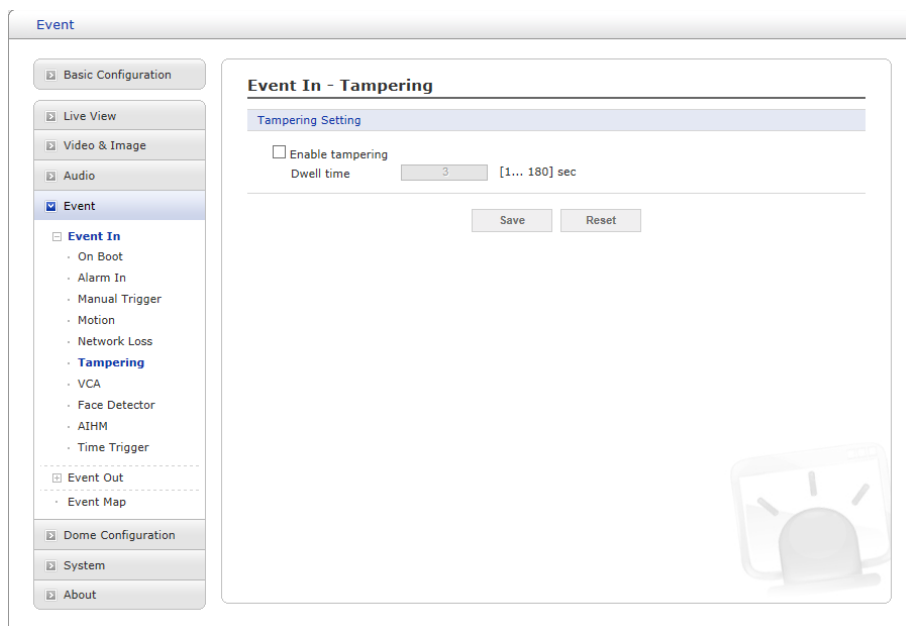 Event
Basic Configuration
Live View
Video & Image
Audio
Event
Event In
On Boot
Alarm In
Manual Trigger
Motion
Network Loss
Tampering
VCA
Face Detector
AIHM
Time Trigger
Event Out
Event Map
Dome Configuration
System
About
Event In - Tampering
Tampering Setting
Enable tampering
Dwell time 3 [1... 180] sec
Save Reset